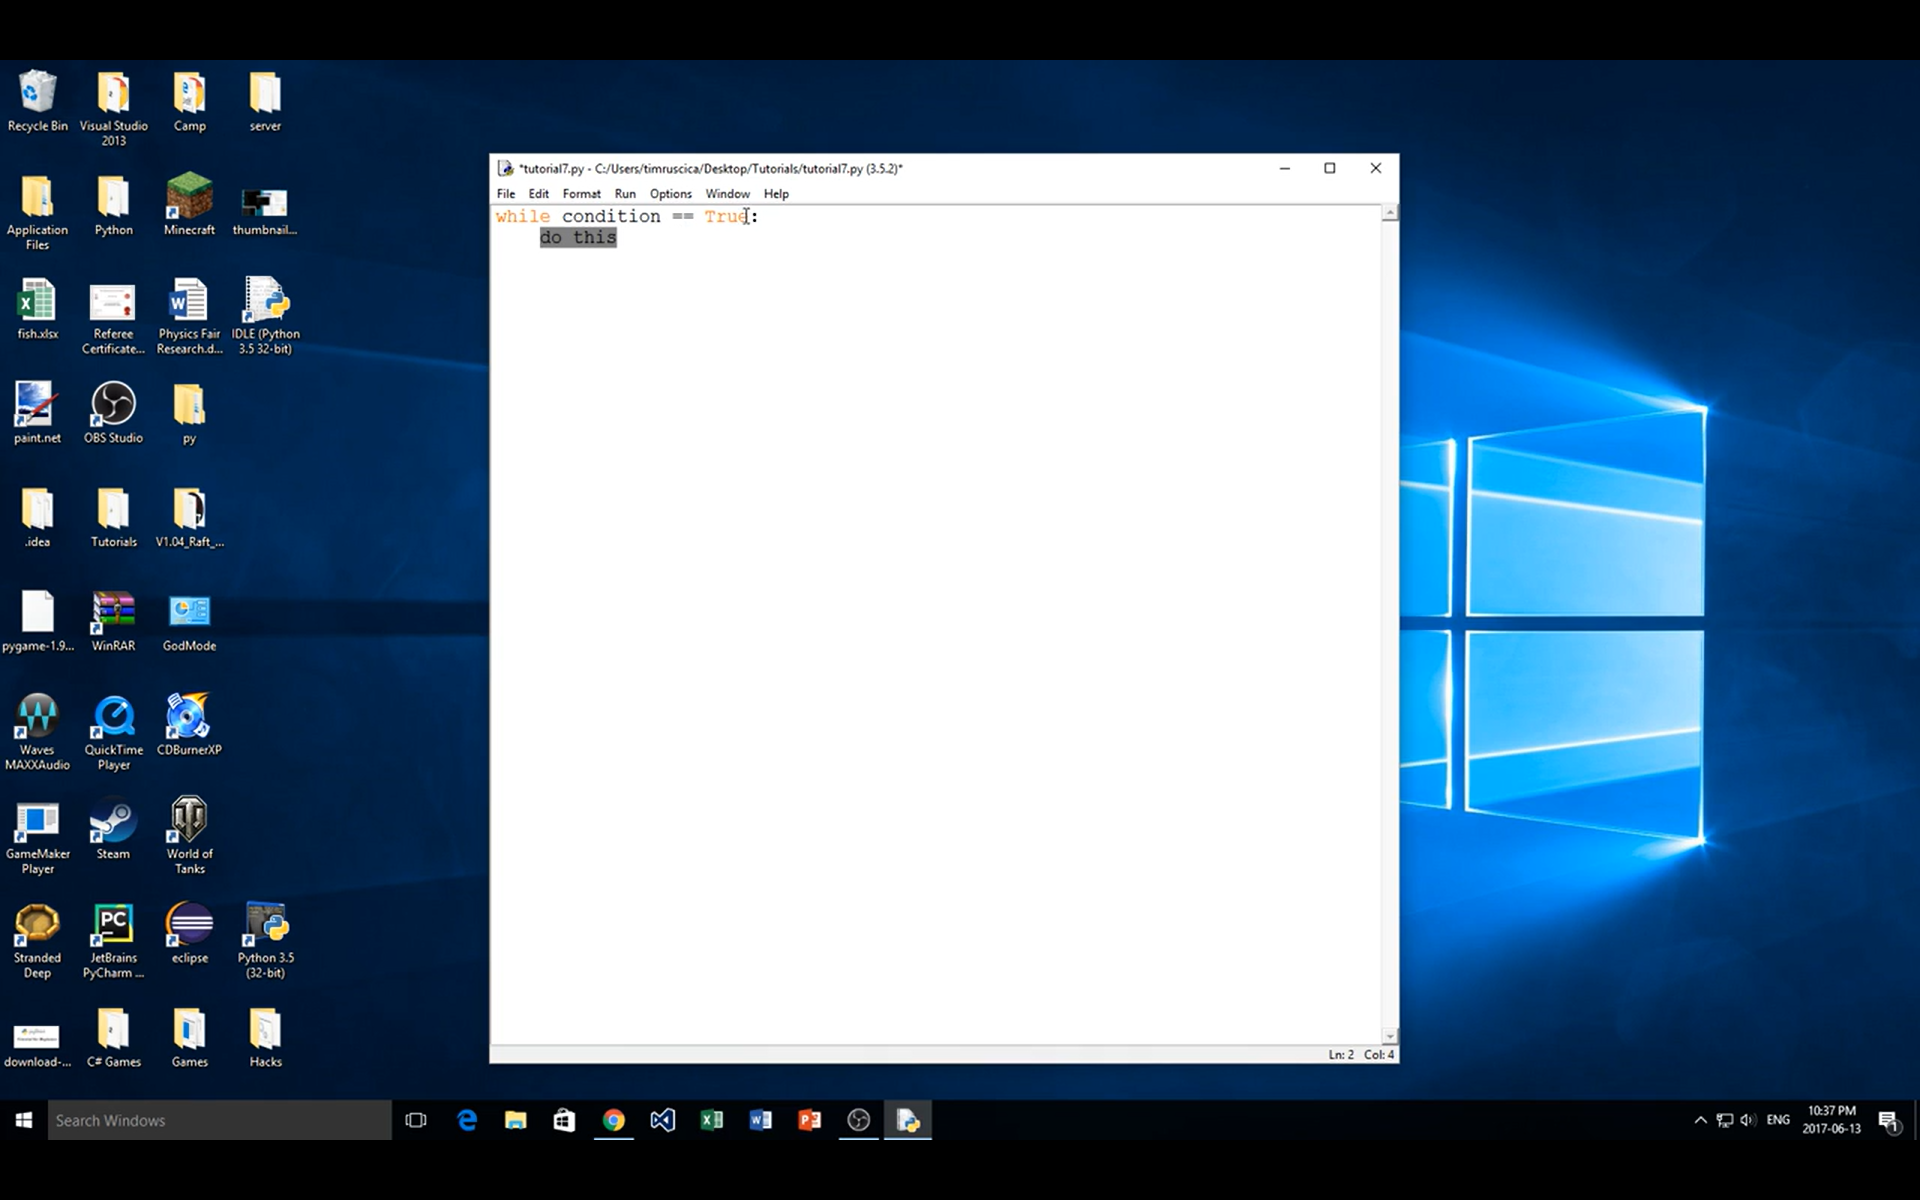 Recycle Bin
Visual Studio
2013
Camp
server
Application
Files
Python
Minecraft
thumbnail...
fish.xlsx
Referee
Certificate...
Physics Fair
Research.d...
IDLE (Python
3.5 32-bit)
paint.net
OBS Studio
py
.idea
Tutorials
V1.04_Raft_...
pygame-1.9...
WinRAR
GodMode
Waves
MAXXAudio
QuickTime
Player
CDBurnerXP
GameMaker
Player
Steam
World of
Tanks
Stranded
Deep
JetBrains
PyCharm ...
eclipse
Python 3.5
(32-bit)
download-...
C# Games
Games
Hacks
*tutorial7.py - C:/Users/timruscica/Desktop/Tutorials/tutorial7.py (3.5.2)*
File Edit Format Run Options Window Help
while condition == True:
do this
Ln: 2 Col: 4
Search Windows
ENG
10:37 PM
2017-06-13
1